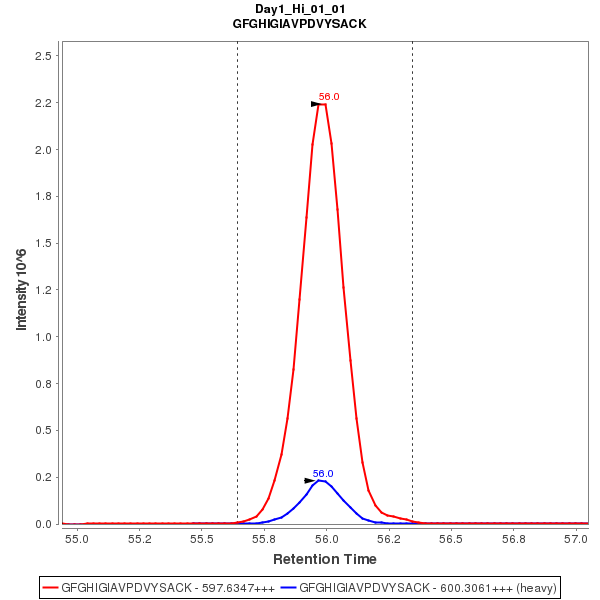 Day1_Hi_01_01
GFGHIGIAVPDVYSACK
2.5
2.2
2.0
1.8
1.5
1.2
1.0
0.8
0.5
0.2
0.0
Intensity 10^6
56.0
56.0
55.0 55.2 55.5 55.8 56.0 56.2 56.5 56.8 57.0
Retention Time
GFGHIGIAVPDVYSACK - 597.6347+++ GFGHIGIAVPDVYSACK - 600.3061+++ (heavy)